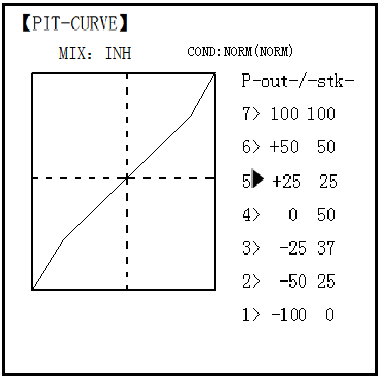 【PIT-CURVE】
MIX: INH
COND:NORM(NORM)
P-out-/-stk-
7> 100 100
6> +50 50
5▶ +25 25
4> 0 50
3> -25 37
2> -50 25
1> -100 0